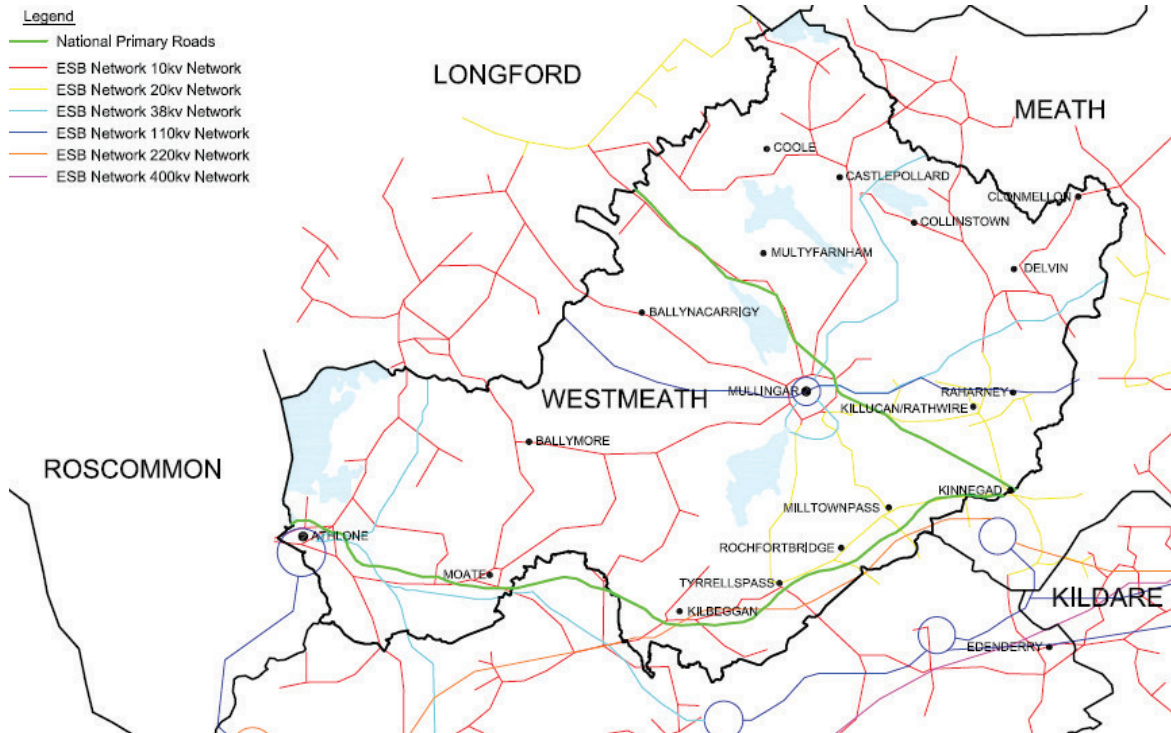 Legend
National Primary Roads
ESB Network 10kv Network
ESB Network 20kv Network
ESB Network 38kv Network
ESB Network 110kv Network
ESB Network 220kv Network
ESB Network 400kv Network
LONGFORD
MEATH
COOLE
CASTLEPOLLARD
CLONMELLON
COLLINSTOWN
MULTYFARNHAM
DELVIN
BALLYNACARRIGY
WESTMEATH
MULLINGAR
RAHARNEY
KILLUCAN/RATHWIRE
BALLYMORE
ROSCOMMON
KINNEGAD
MILLTOWNPASS
ATHLONE
ROCHFORTBRIDGE
MOATE
TYRRELLSPASS
KILDARE
KILBEGGAN
EDENDERRY